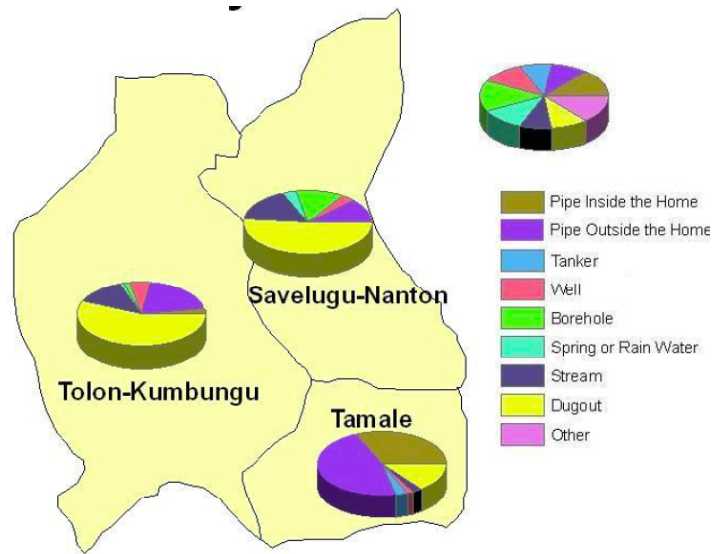 Pipe Inside the Home
Pipe Outside the Home
Tanker
Well
Borehole
Spring or Rain Water
Stream
Dugout
Other
Savelugu-Nanton
Tolon-Kumbungu
Tamale